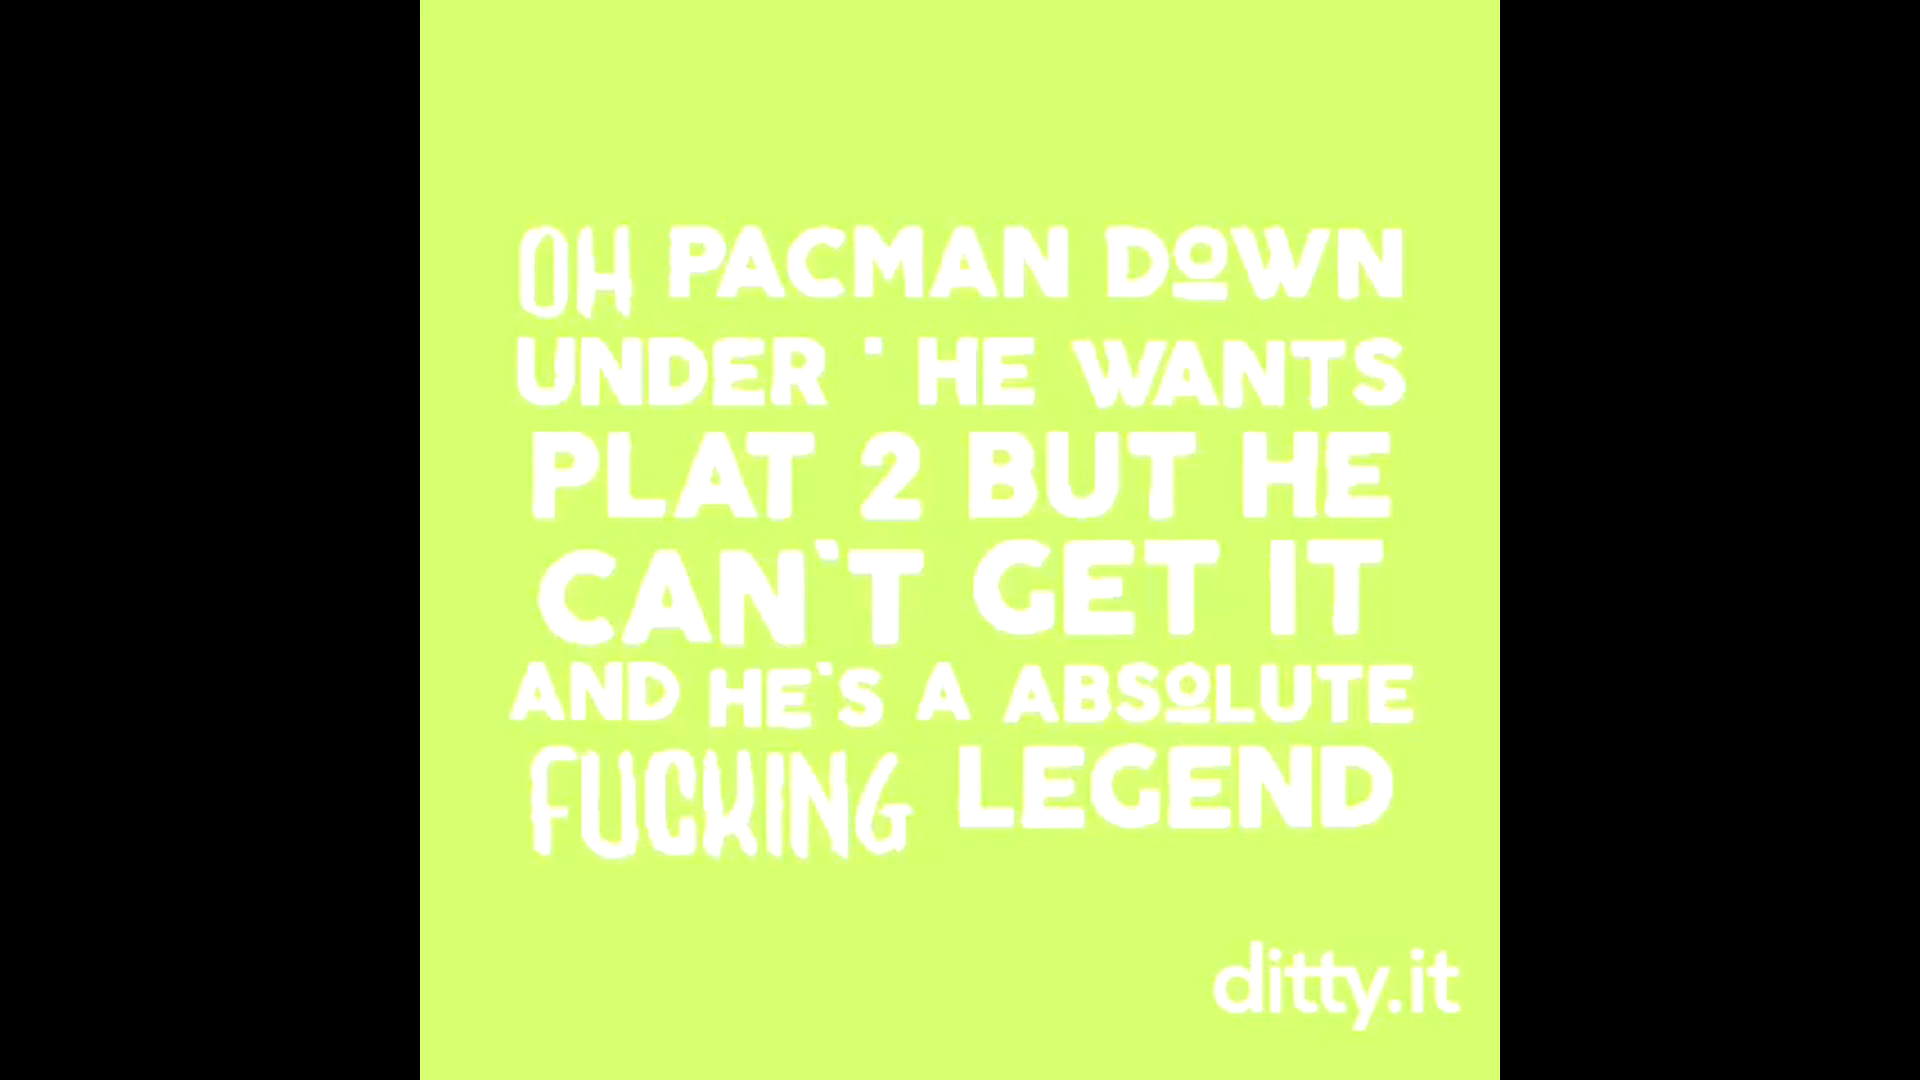 OH PACMAN DOWN
UNDER ' HE WANTS
PLAT 2 BUT HE
CAN'T GET IT
AND HE'S A ABSOLUTE
FUCKING LEGEND
ditty.it